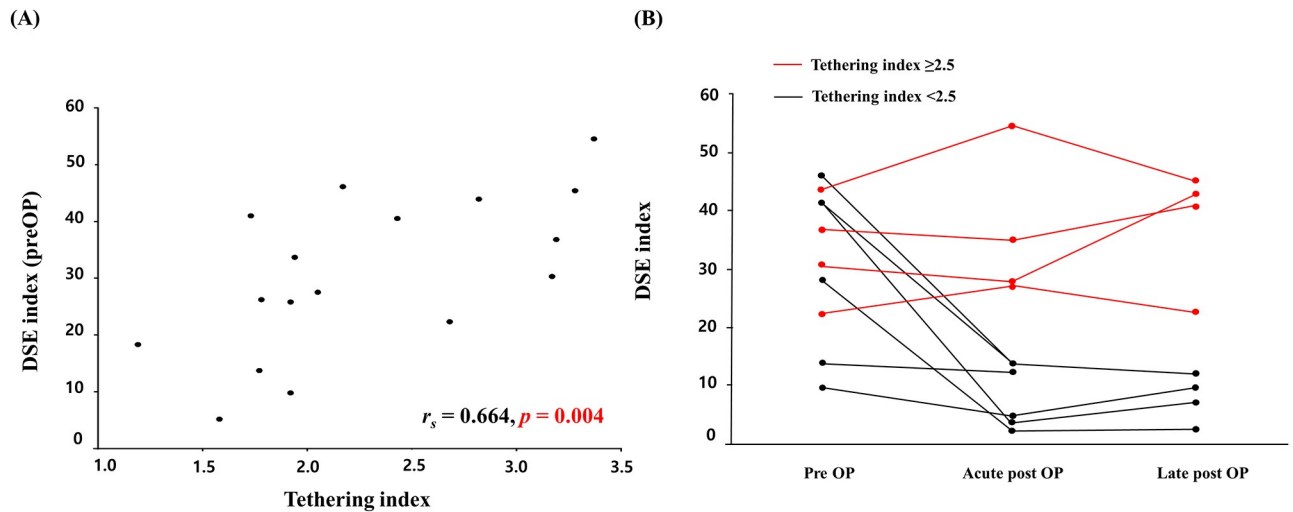 (A)
DSE index (preOP)
60
50
40
30
20
10
0
1.0 1.5 2.0 2.5 3.0 3.5
Tethering index
rs = 0.664, p = 0.004
(B)
Tethering index ≥2.5
Tethering index <2.5
DSE index
60
50
40
30
20
10
0
Pre OP Acute post OP Late post OP